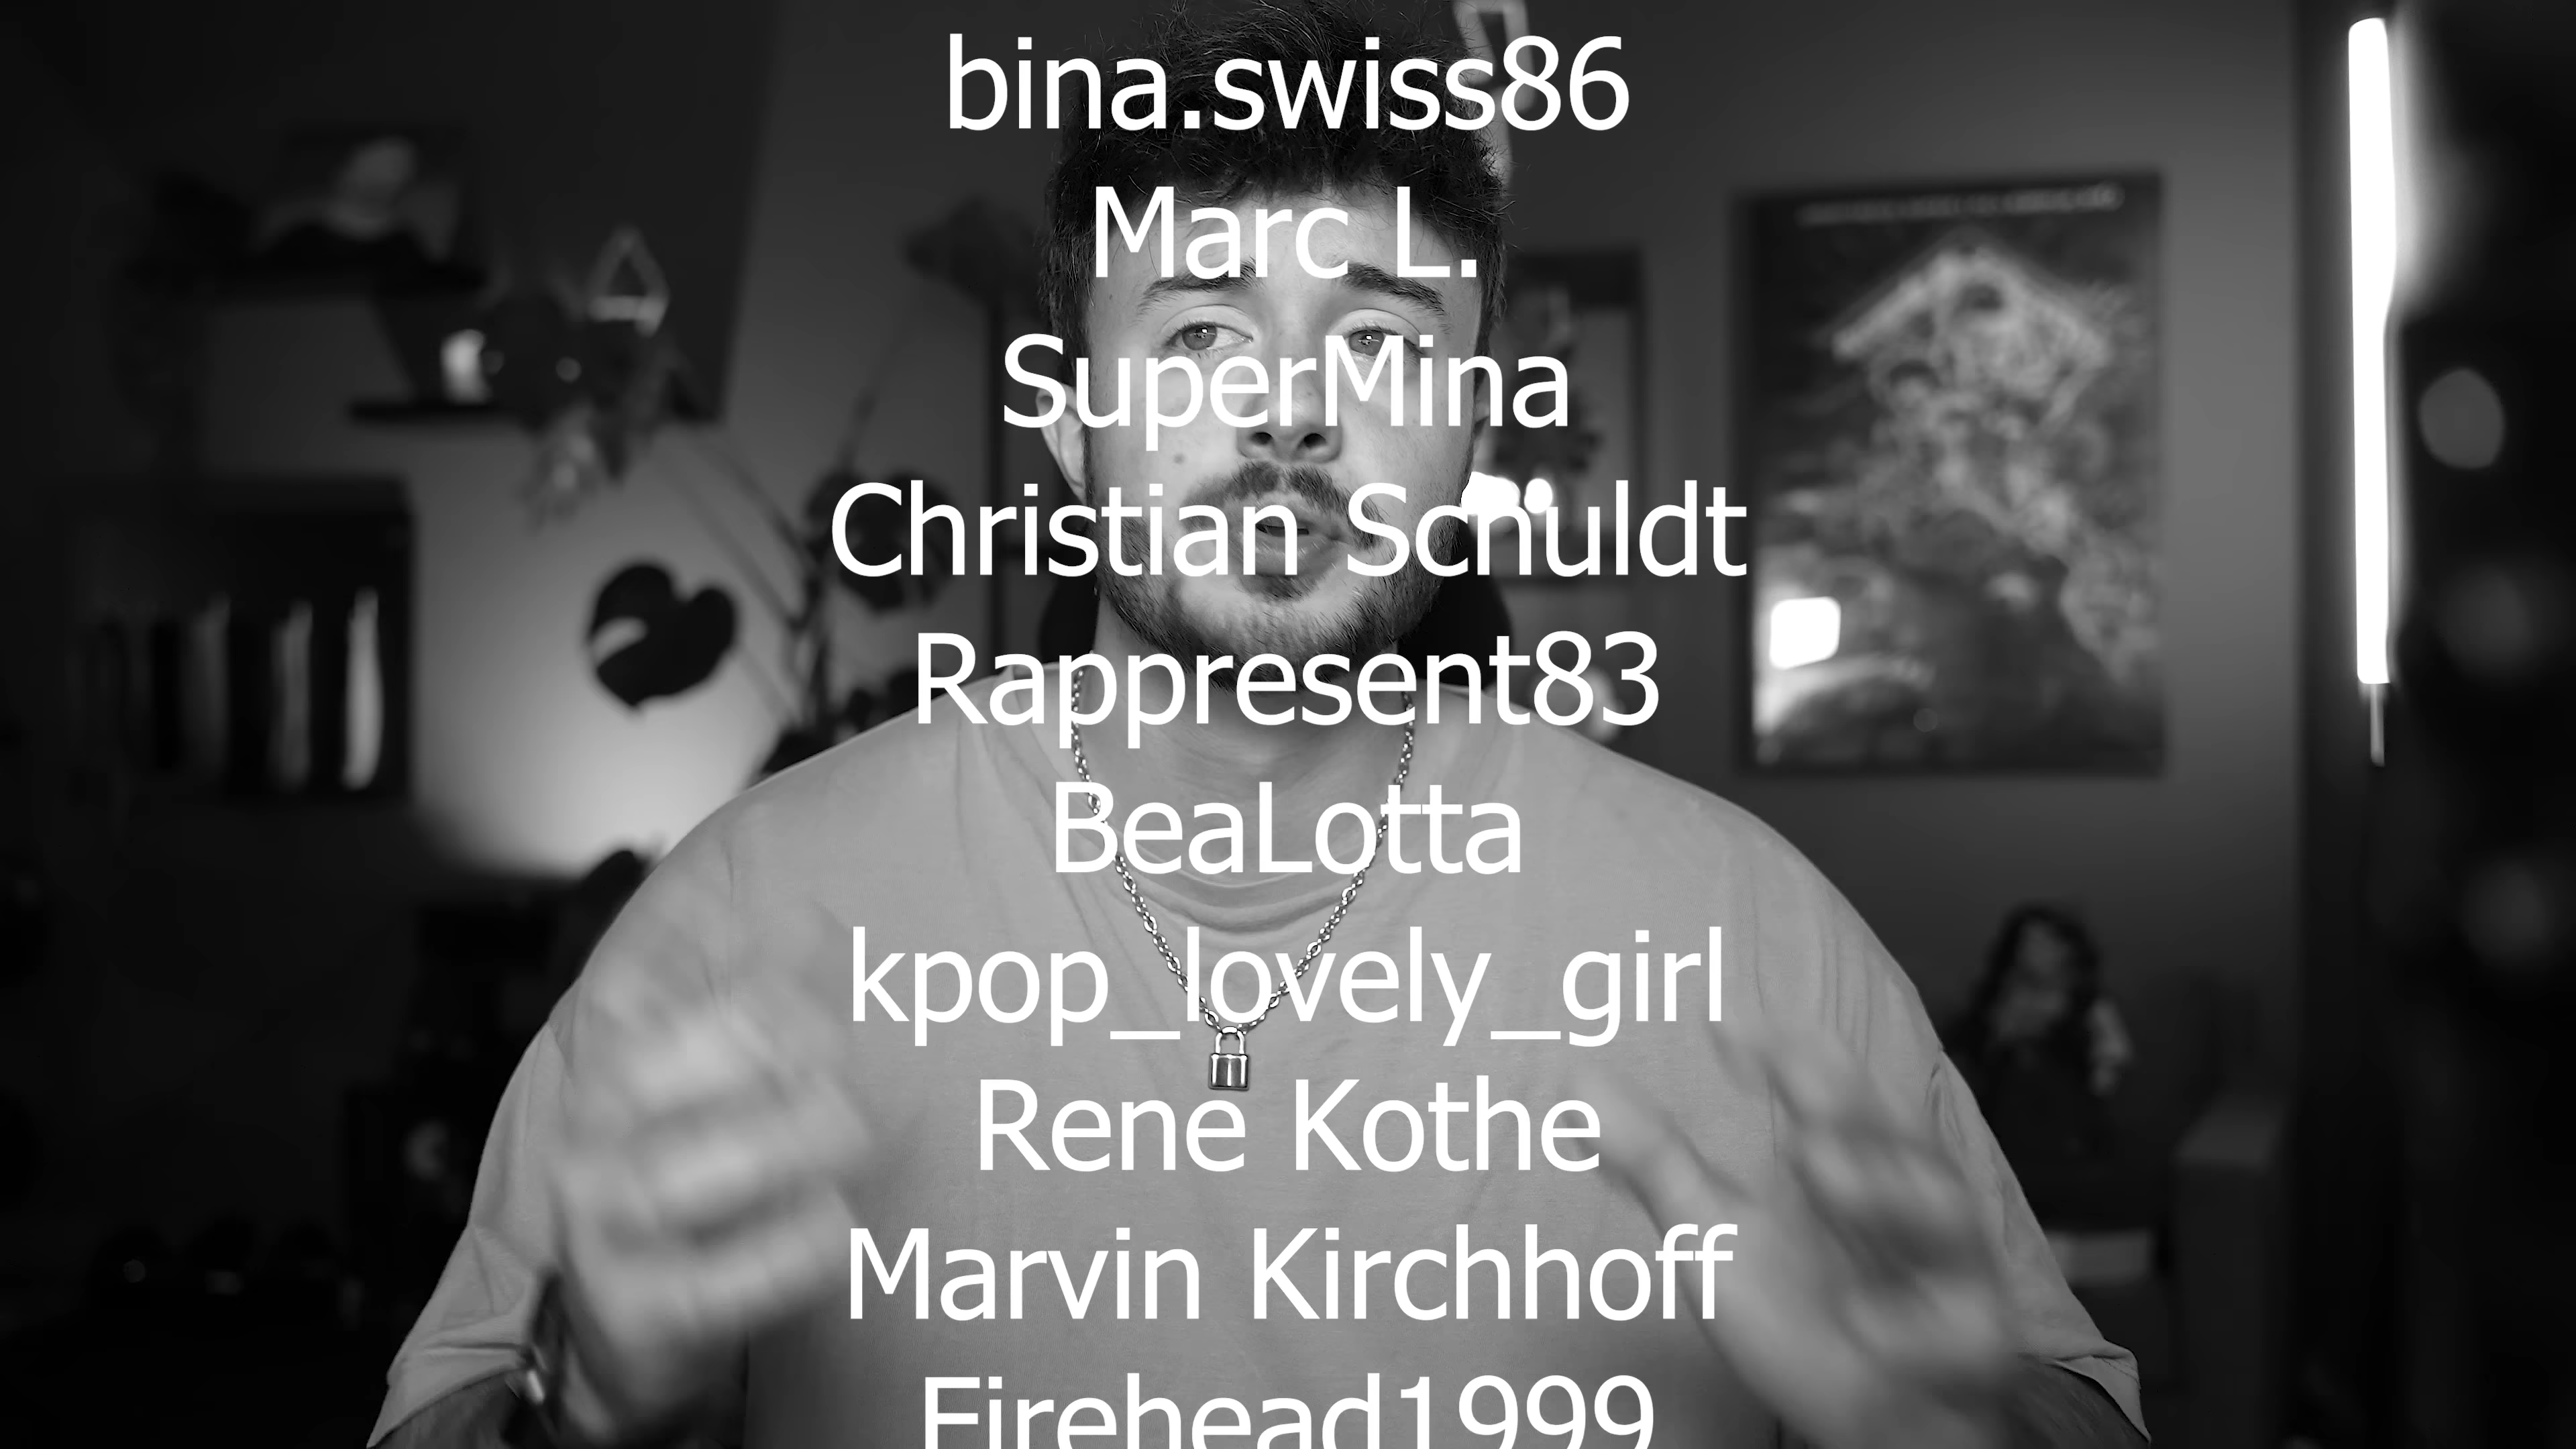 bina.swiss86
Marc L.
SuperMina
Christian Schuldt
Rappresent83
BeaLotta
kpop_lovely_girl
Rene Kothe
Marvin Kirchhoff
Firehead1999